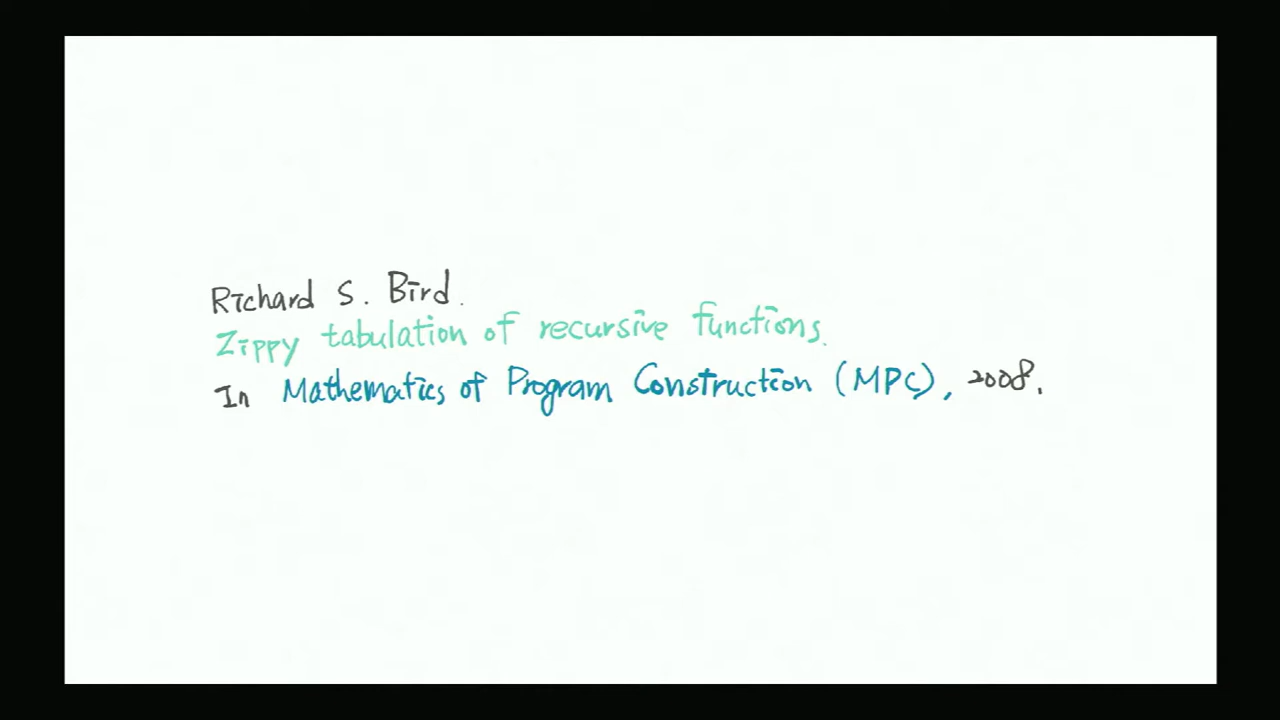 Richard S. Bird.
Zippy tabulation of recursive functions.
In Mathematics of Program Construction (MPC), 2008.